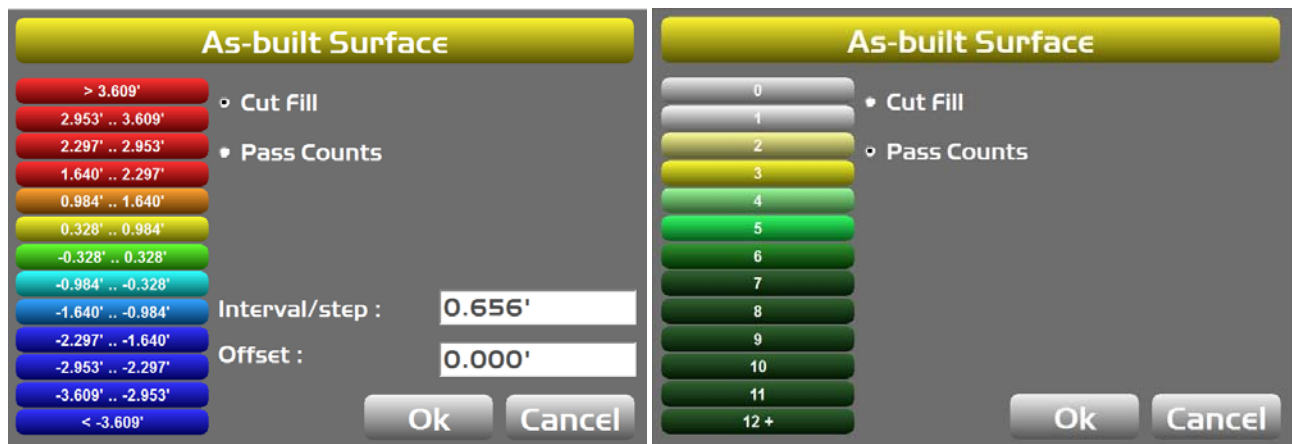 As-built Surface
> 3.609'
2.953' .. 3.609'
2.297' .. 2.953'
1.640' .. 2.297'
0.984' .. 1.640'
0.328' .. 0.984'
-0.328' .. 0.328'
-0.984' .. -0.328'
-1.640' .. -0.984'
-2.297' .. -1.640'
-2.953' .. -2.297'
-3.609' .. -2.953'
< -3.609'
Cut Fill
Pass Counts
Interval/step : 0.656'
Offset : 0.000'
Ok Cancel
As-built Surface
0
1
2
3
4
5
6
7
8
9
10
11
12 +
Cut Fill
Pass Counts
Ok Cancel